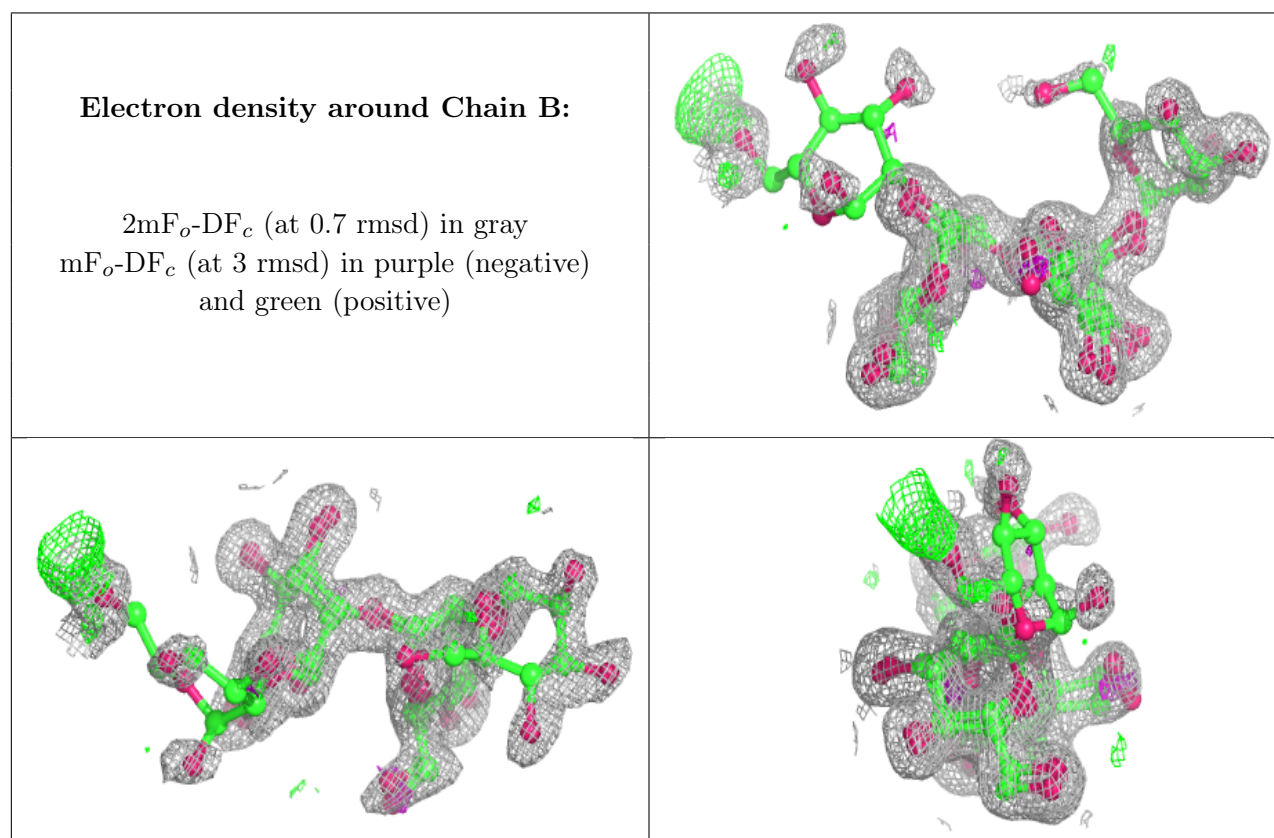 Electron density around Chain B:
2mFo-DFc (at 0.7 rmsd) in gray
mFo-DFc (at 3 rmsd) in purple (negative)
and green (positive)